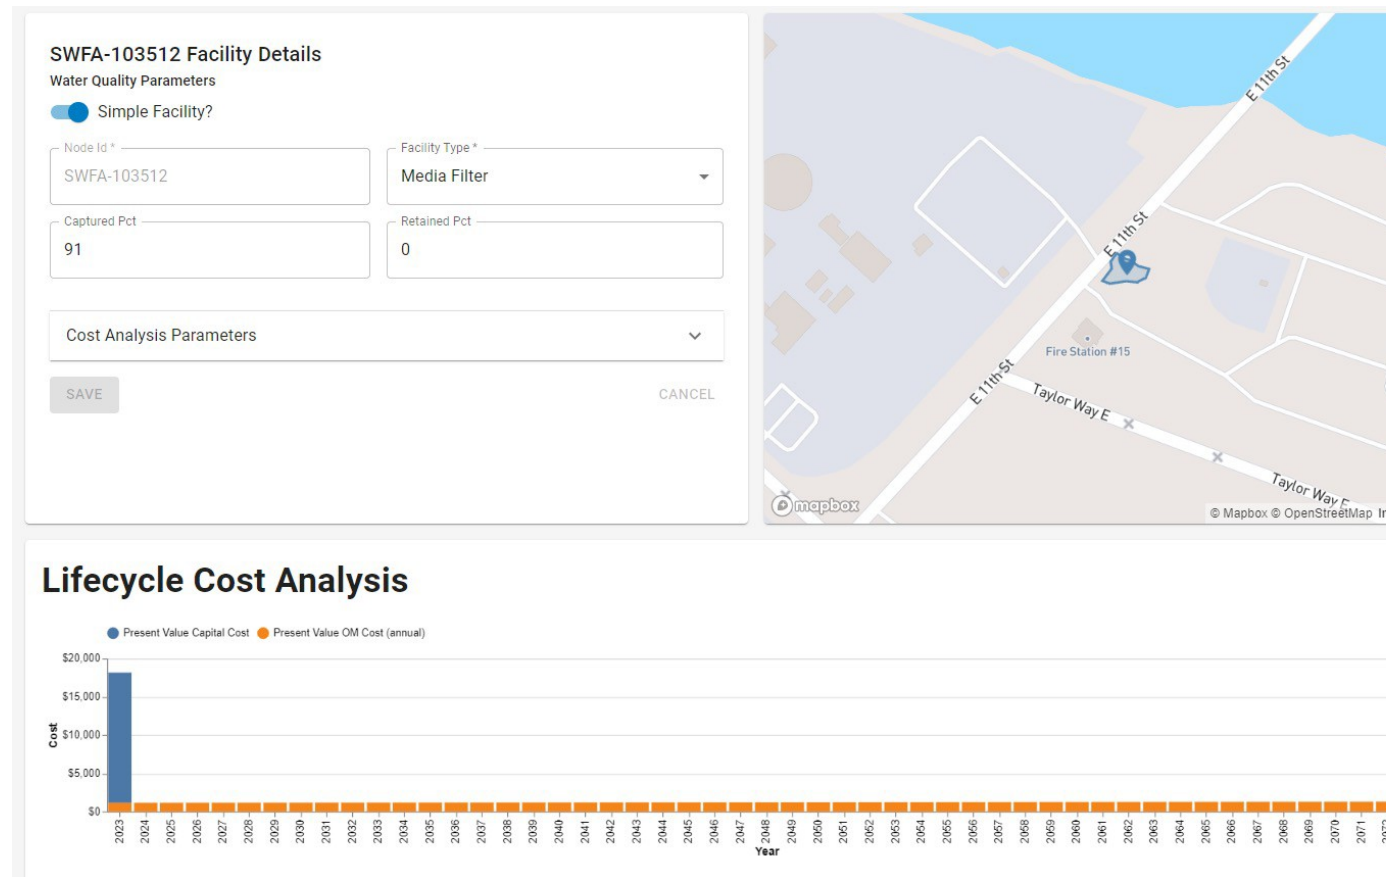 SWFA-103512 Facility Details
Water Quality Parameters
Simple Facility?
Node Id *
SWFA-103512
Facility Type *
Media Filter
Captured Pct
91
Retained Pct
0
Cost Analysis Parameters
SAVE
CANCEL
E 11th St
E 11th St
Fire Station #15
E 11th St
Taylor Way E
Taylor Way E
mapbox
© Mapbox © OpenStreetMap
Lifecycle Cost Analysis
Present Value Capital Cost
Present Value OM Cost (annual)
$20,000
$15,000
$10,000
$5,000
$0
Cost
2023
2024
2025
2026
2027
2028
2029
2030
2031
2032
2033
2034
2035
2036
2037
2038
2039
2040
2041
2042
2043
2044
2045
2046
2047
2048
2049
2050
2051
2052
2053
2054
2055
2056
2057
2058
2059
2060
2061
2062
2063
2064
2065
2066
2067
2068
2069
2070
2071
Year